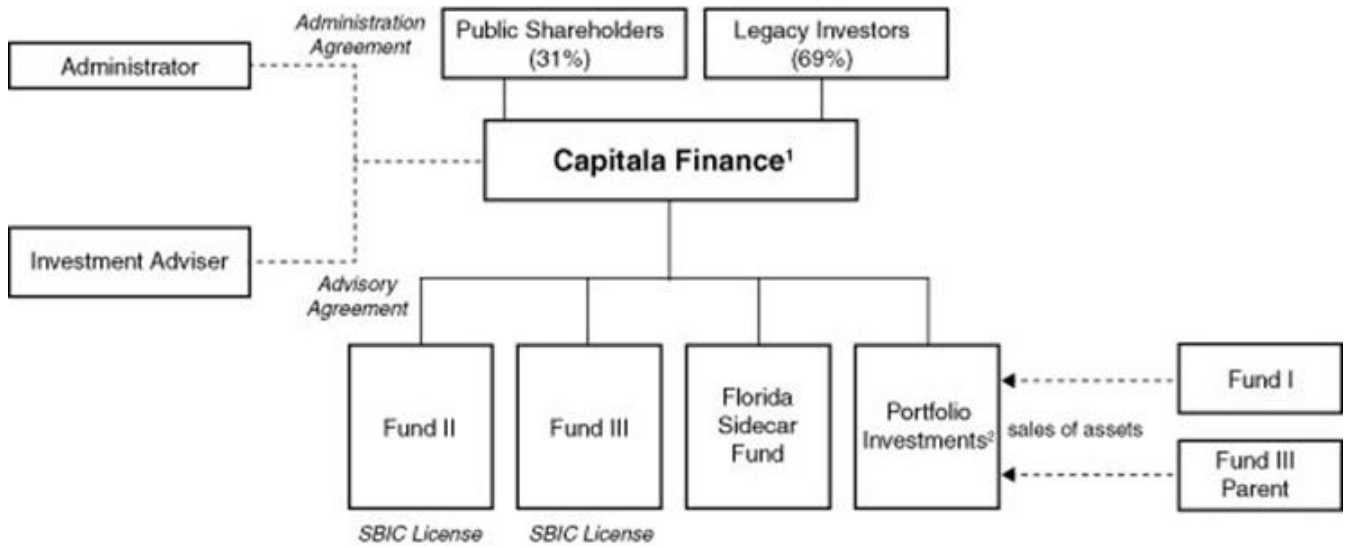 Administration
Agreement
Public Shareholders
(31%)
Legacy Investors
(69%)
Administrator
Capitala Finance¹
Investment Adviser
Advisory
Agreement
Fund II
Fund III
Florida
Sidecar
Fund
Portfolio
Investments²
sales of assets
Fund I
Fund III
Parent
SBIC License
SBIC License